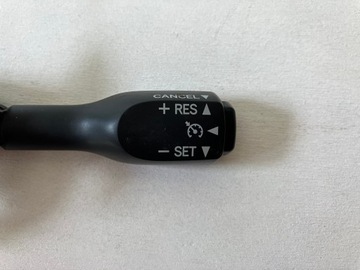 CANCEL ▼
+ RES ▲
◀
− SET ▼